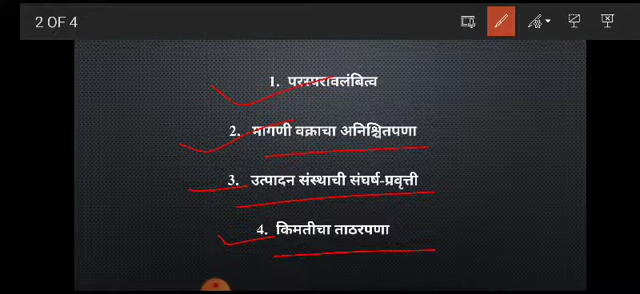 2 OF 4
1. परस्परावलंबित्व
2. मागणी वक्राचा अनिश्चितपणा
3. उत्पादन संस्थाची संघर्ष-प्रवृत्ती
4. किमतीचा ताठरपणा